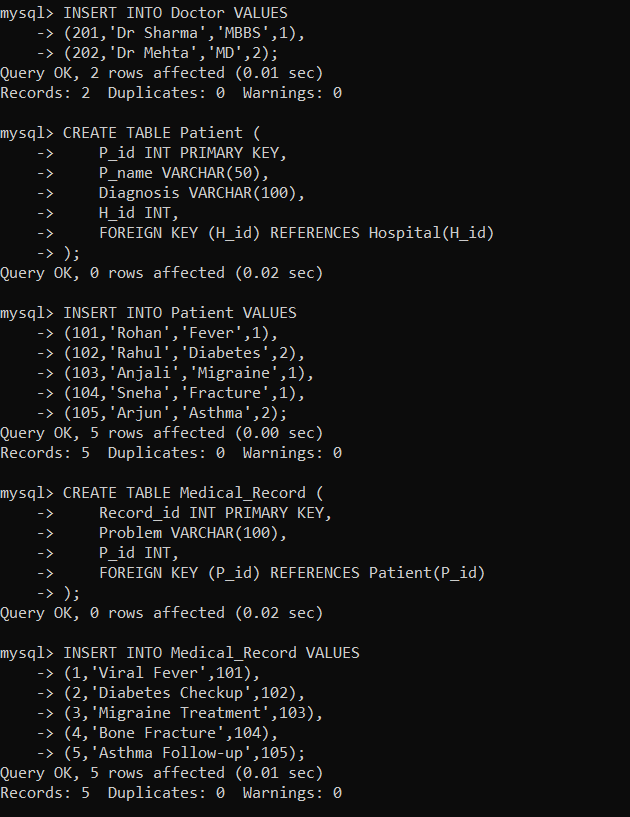 mysql> INSERT INTO Doctor VALUES
    -> (201,'Dr Sharma','MBBS',1),
    -> (202,'Dr Mehta','MD',2);
Query OK, 2 rows affected (0.01 sec)
Records: 2  Duplicates: 0  Warnings: 0

mysql> CREATE TABLE Patient (
    ->     P_id INT PRIMARY KEY,
    ->     P_name VARCHAR(50),
    ->     Diagnosis VARCHAR(100),
    ->     H_id INT,
    ->     FOREIGN KEY (H_id) REFERENCES Hospital(H_id)
    -> );
Query OK, 0 rows affected (0.02 sec)

mysql> INSERT INTO Patient VALUES
    -> (101,'Rohan','Fever',1),
    -> (102,'Rahul','Diabetes',2),
    -> (103,'Anjali','Migraine',1),
    -> (104,'Sneha','Fracture',1),
    -> (105,'Arjun','Asthma',2);
Query OK, 5 rows affected (0.00 sec)
Records: 5  Duplicates: 0  Warnings: 0

mysql> CREATE TABLE Medical_Record (
    ->     Record_id INT PRIMARY KEY,
    ->     Problem VARCHAR(100),
    ->     P_id INT,
    ->     FOREIGN KEY (P_id) REFERENCES Patient(P_id)
    -> );
Query OK, 0 rows affected (0.02 sec)

mysql> INSERT INTO Medical_Record VALUES
    -> (1,'Viral Fever',101),
    -> (2,'Diabetes Checkup',102),
    -> (3,'Migraine Treatment',103),
    -> (4,'Bone Fracture',104),
    -> (5,'Asthma Follow-up',105);
Query OK, 5 rows affected (0.01 sec)
Records: 5  Duplicates: 0  Warnings: 0